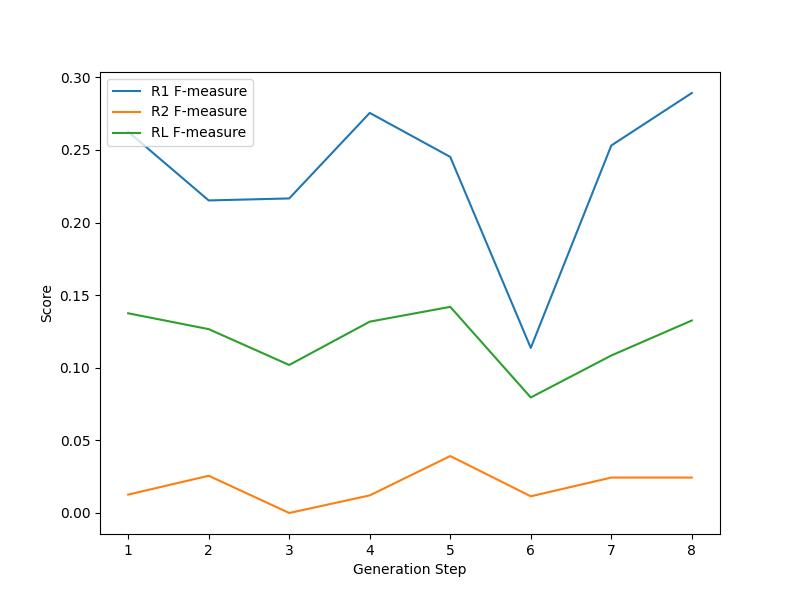 R1 F-measure
R2 F-measure
RL F-measure
0.30
0.25
0.20
0.15
0.10
0.05
0.00
Score
1 2 3 4 5 6 7 8
Generation Step